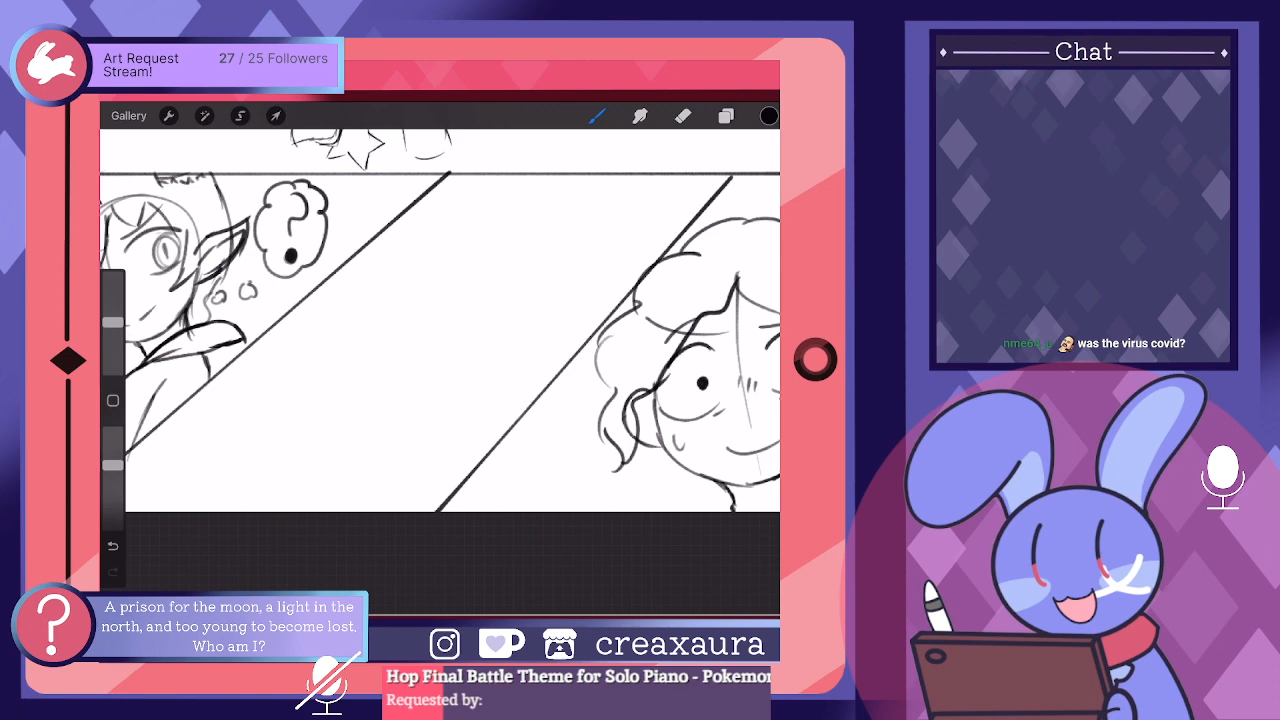 Art Request
Stream!
27 / 25 Followers
Chat
Gallery
was the virus covid?
A prison for the moon, a light in the
north, and too young to become lost.
Who am I?
creaxaura
Hop Final Battle Theme for Solo Piano - Pokemon
Requested by: